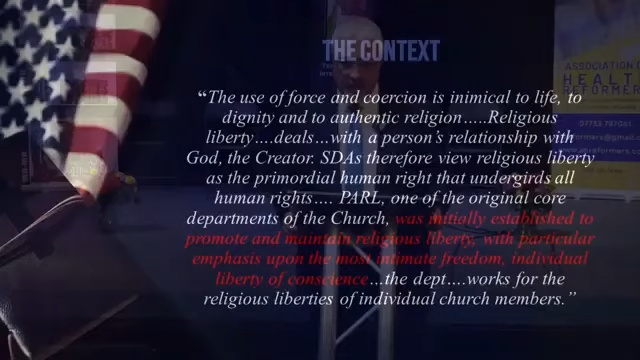 THE CONTEXT
“The use of force and coercion is inimical to life, to
dignity and to authentic religion…..Religious
liberty….deals…with a person's relationship with
God, the Creator. SDAs therefore view religious liberty
as the primordial human right that undergirds all
human rights…. PARL, one of the original core
departments of the Church, was initially established to
promote and maintain religious liberty, with particular
emphasis upon the most intimate freedom, individual
liberty of conscience…the dept….works for the
religious liberties of individual church members.”
ASSOCIATION
HEALT
REFORMER